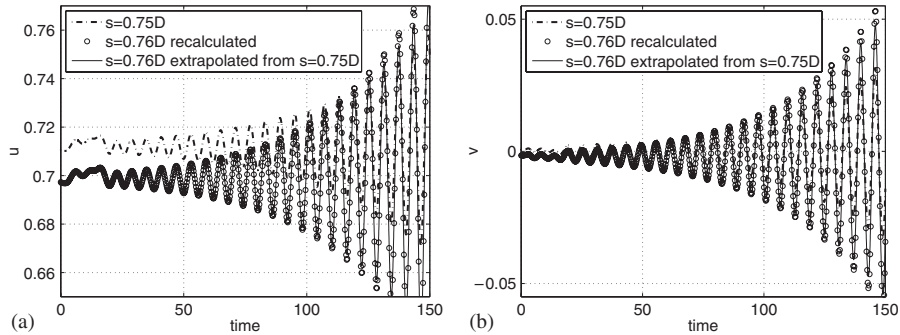 s=0.75D
s=0.76D recalculated
s=0.76D extrapolated from s=0.75D
0.76
0.74
0.72
0.7
0.68
0.66
u
0
50
100
150
time
(a)
s=0.75D
s=0.76D recalculated
s=0.76D extrapolated from s=0.75D
0.05
0
−0.05
v
0
50
100
150
time
(b)